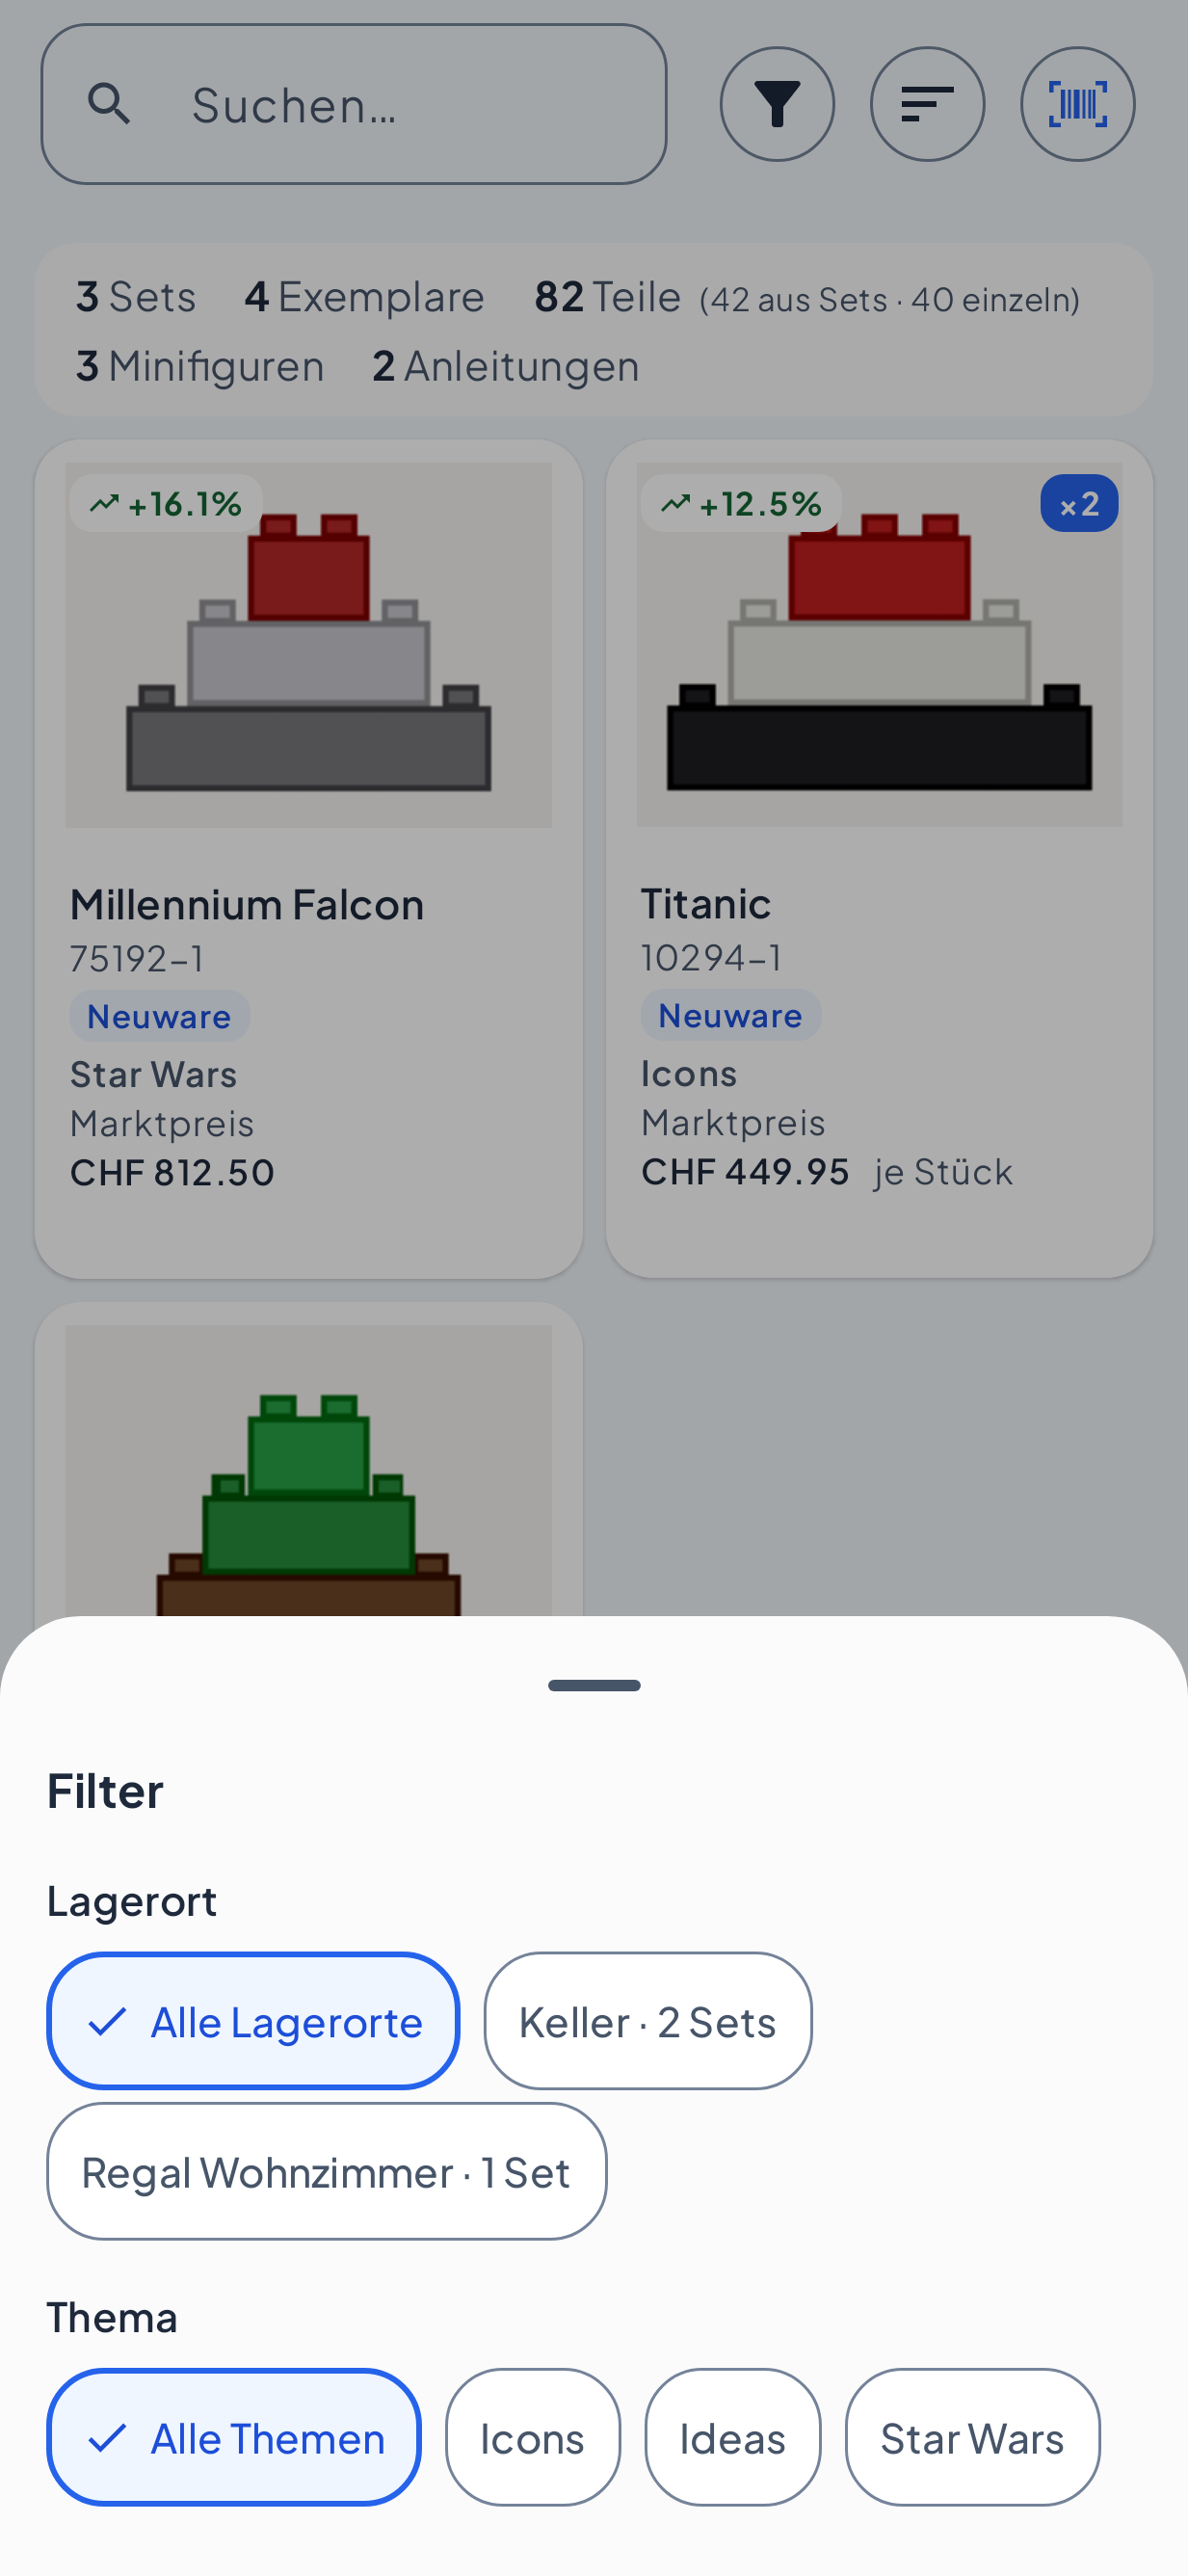 Suchen…
3 Sets 4 Exemplare 82 Teile (42 aus Sets · 40 einzeln)
3 Minifiguren 2 Anleitungen
+16.1%
+12.5%
×2
Millennium Falcon
75192–1
Neuware
Star Wars
Marktpreis
CHF 812.50
Titanic
10294–1
Neuware
Icons
Marktpreis
CHF 449.95 je Stück
Filter
Lagerort
Alle Lagerorte
Keller · 2 Sets
Regal Wohnzimmer · 1 Set
Thema
Alle Themen
Icons
Ideas
Star Wars